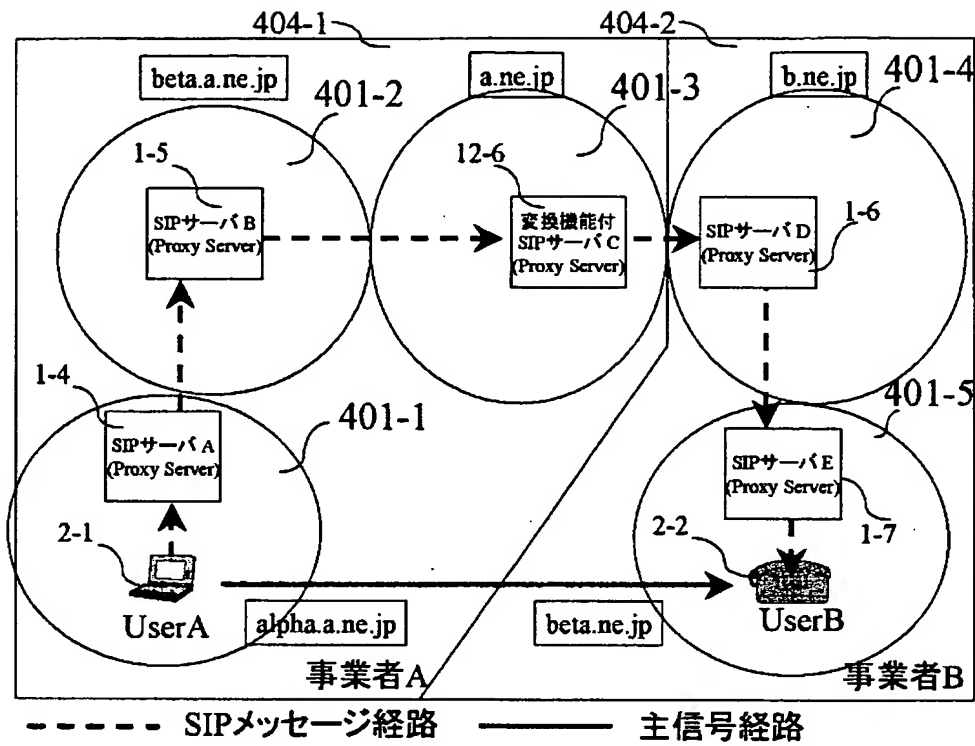 404-1
404-2
beta.a.ne.jp
a.ne.jp
b.ne.jp
401-2
401-3
401-4
1-5
12-6
1-6
SIPサーバ B
(Proxy Server)
変換機能付
SIPサーバ C
(Proxy Server)
SIPサーバ D
(Proxy Server)
1-4
401-1
401-5
SIPサーバ A
(Proxy Server)
SIPサーバ E
(Proxy Server)
2-1
2-2
1-7
UserA
UserB
alpha.a.ne.jp
beta.ne.jp
事業者A
事業者B
SIPメッセージ経路
主信号経路